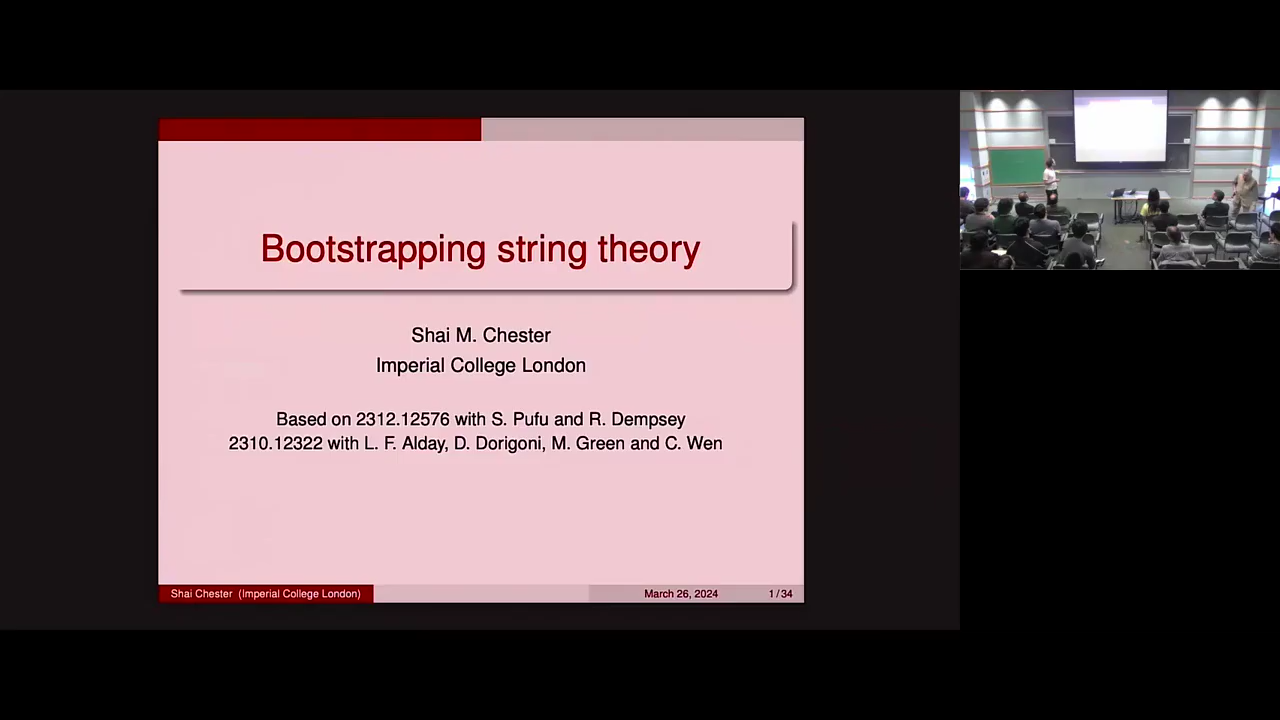 Bootstrapping string theory
Shai M. Chester
Imperial College London
Based on 2312.12576 with S. Pufu and R. Dempsey
2310.12322 with L. F. Alday, D. Dorigoni, M. Green and C. Wen
Shai Chester (Imperial College London)
March 26, 2024
1 / 34